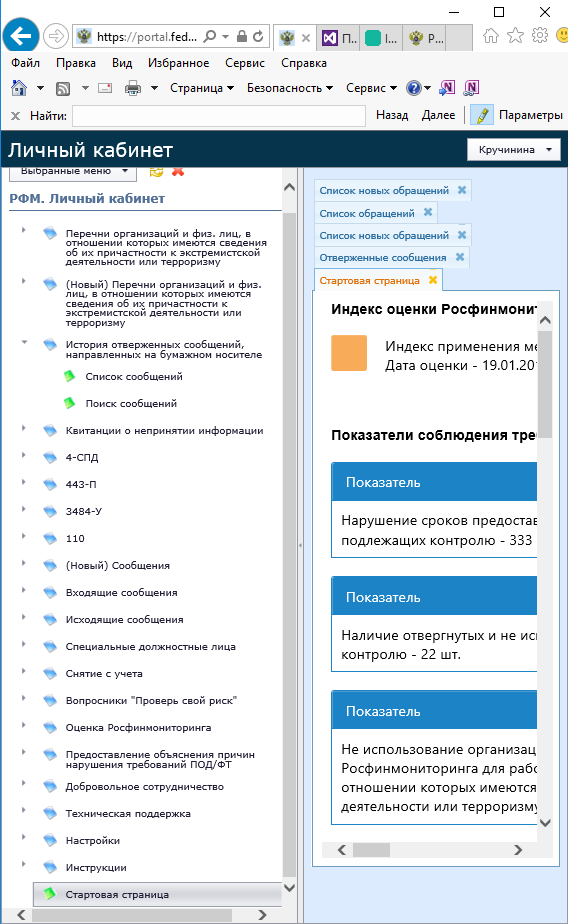 https://portal.fed...
П...
I...
Р...
Файл Правка Вид Избранное Сервис Справка
Страница Безопасность Сервис
Найти: Назад Далее Параметры
Личный кабинет Кручинина
Выбранные меню
РФМ. Личный кабинет
Перечни организаций и физ. лиц, в
отношении которых имеются сведения
об их причастности к экстремистской
деятельности или терроризму
(Новый) Перечни организаций и физ.
лиц, в отношении которых имеются
сведения об их причастности к
экстремистской деятельности или
терроризму
История отверженных сообщений,
направленных на бумажном носителе
Список сообщений
Поиск сообщений
Квитанции о непринятии информации
4-СПД
443-П
3484-У
110
(Новый) Сообщения
Входящие сообщения
Исходящие сообщения
Специальные должностные лица
Снятие с учета
Вопросники "Проверь свой риск"
Оценка Росфинмониторинга
Предоставление объяснения причин
нарушения требований ПОД/ФТ
Добровольное сотрудничество
Техническая поддержка
Настройки
Инструкции
Стартовая страница
Список новых обращений
Список обращений
Список новых обращений
Отверженные сообщения
Стартовая страница
Индекс оценки Росфинмонит
Индекс применения ме
Дата оценки - 19.01.201
Показатели соблюдения тре
Показатель
Нарушение сроков предостав
подлежащих контролю - 333
Показатель
Наличие отвергнутых и не исп
контролю - 22 шт.
Показатель
Не использование организац
Росфинмониторинга для рабо
отношении которых имеются
деятельности или терроризму